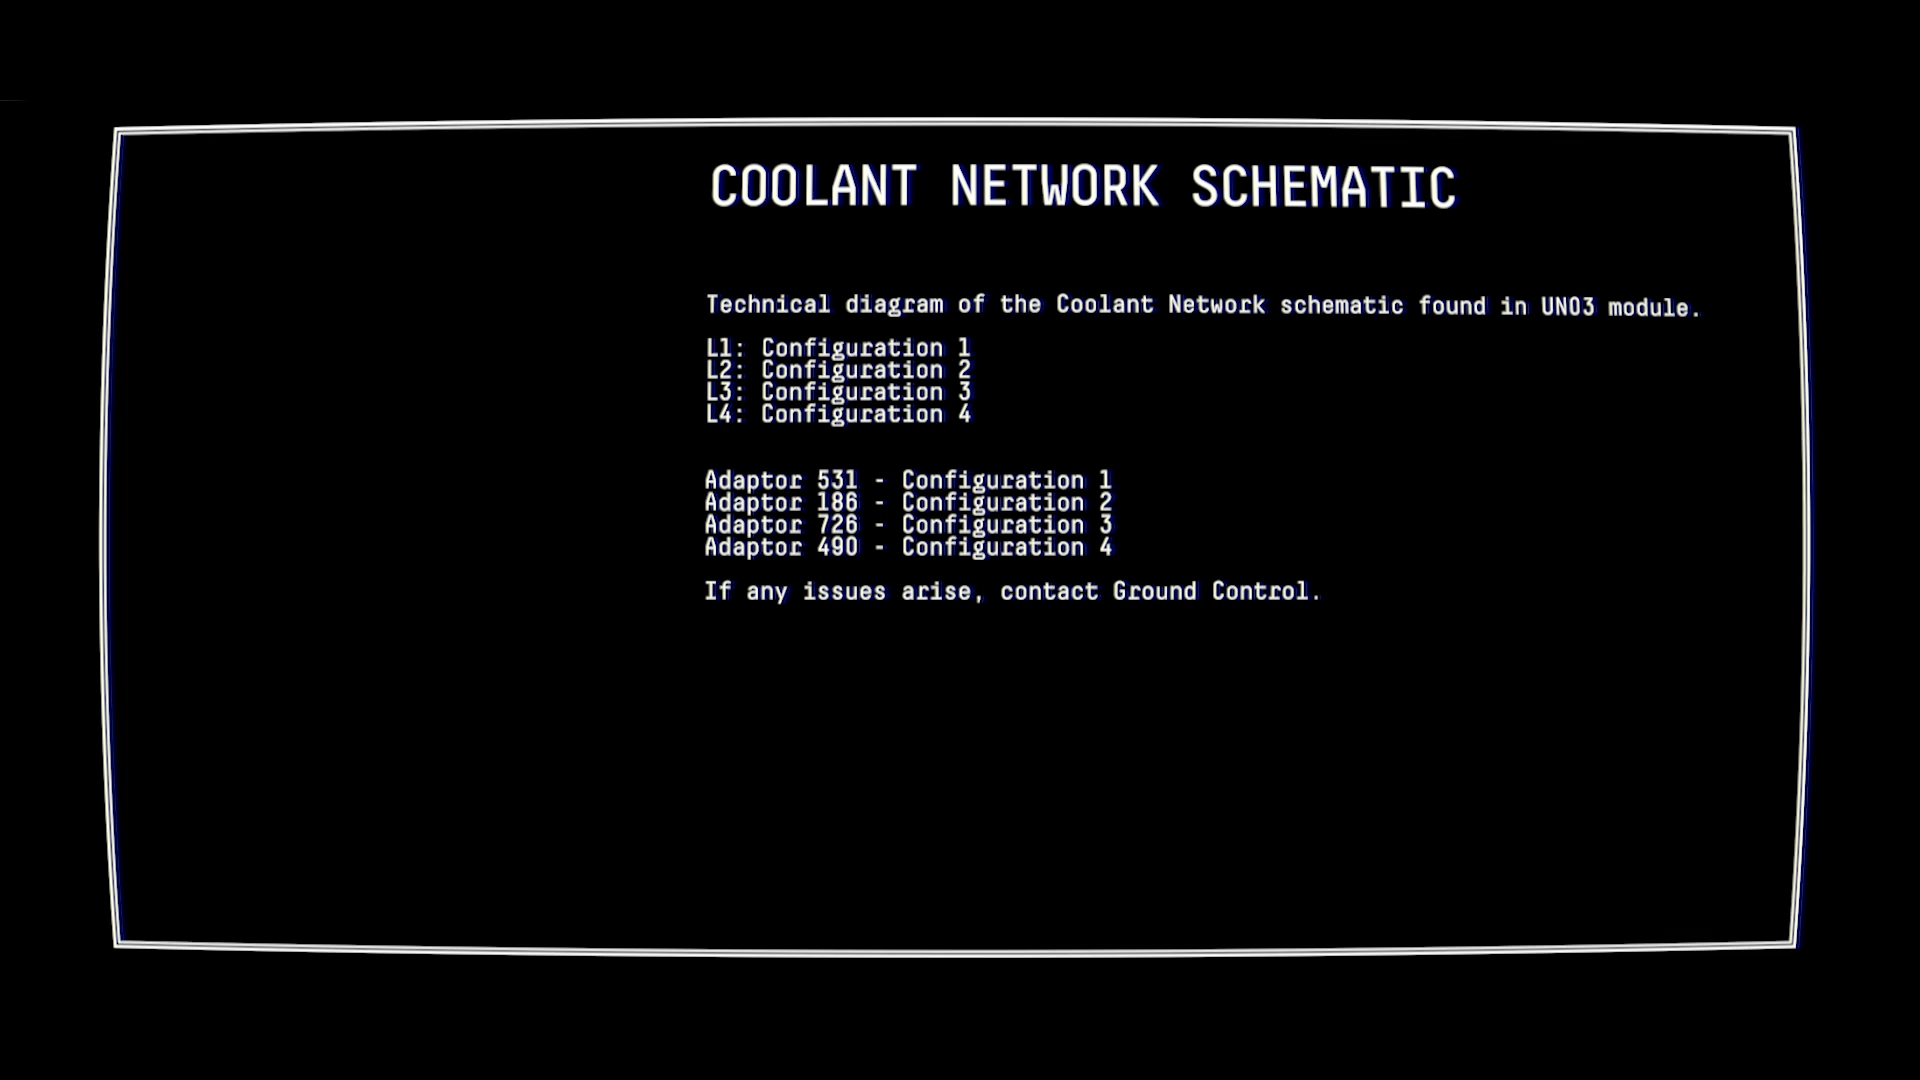 COOLANT NETWORK SCHEMATIC
Technical diagram of the Coolant Network schematic found in UNO3 module.
L1: Configuration 1
L2: Configuration 2
L3: Configuration 3
L4: Configuration 4
Adaptor 531 - Configuration 1
Adaptor 186 - Configuration 2
Adaptor 726 - Configuration 3
Adaptor 490 - Configuration 4
If any issues arise, contact Ground Control.